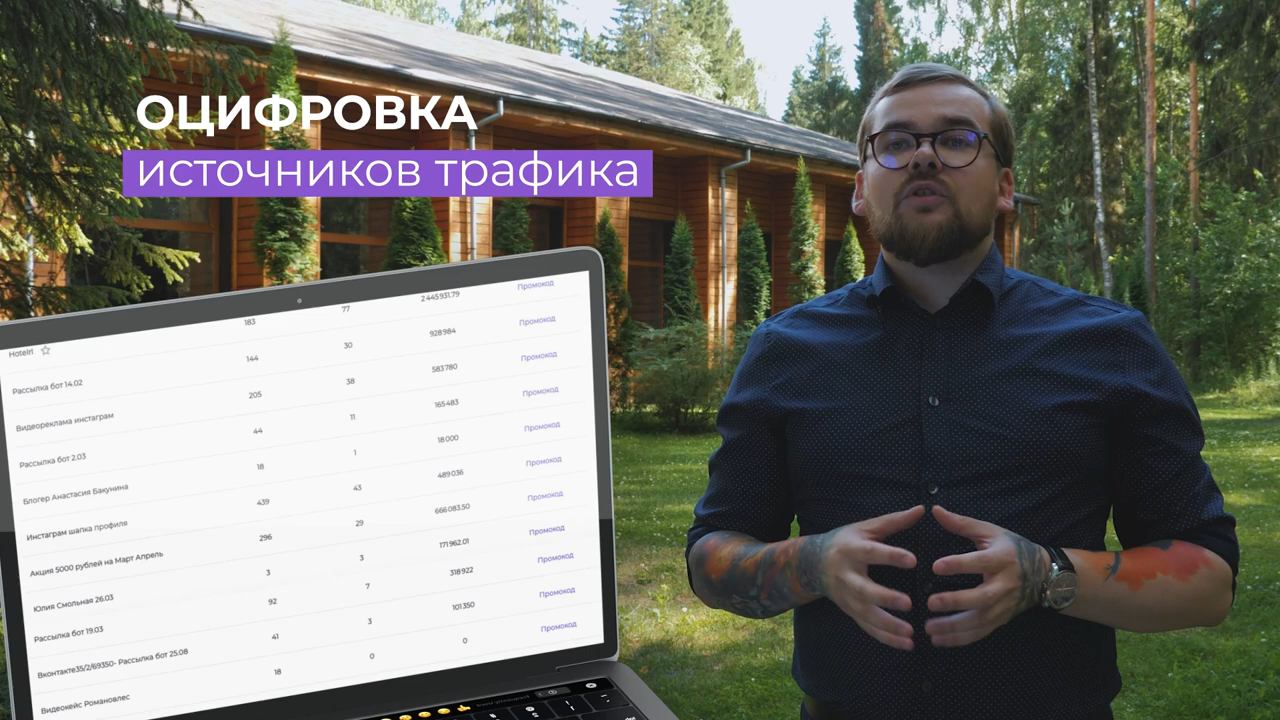 ОЦИФРОВКА
источников трафика
Hotelri 183 77 2 445 931.79 Промокод
Рассылка бот 14.02 144 30 928 984 Промокод
Видеореклама инстаграм 205 38 583 780 Промокод
Рассылка бот 2.03 44 11 165 483 Промокод
Блогер Анастасия Бакунина 18 1 18 000 Промокод
Инстаграм шапка профиля 439 43 489 036 Промокод
Акция 5000 рублей на Март Апрель 296 29 666 083.50 Промокод
Юлия Смольная 26.03 3 3 171 962.01 Промокод
Рассылка бот 19.03 92 7 318 922 Промокод
Вконтакте35/2/69350- Рассылка бот 25.08 41 3 101 350 Промокод
Видеокейс Романовлес 18 0 0 Промокод